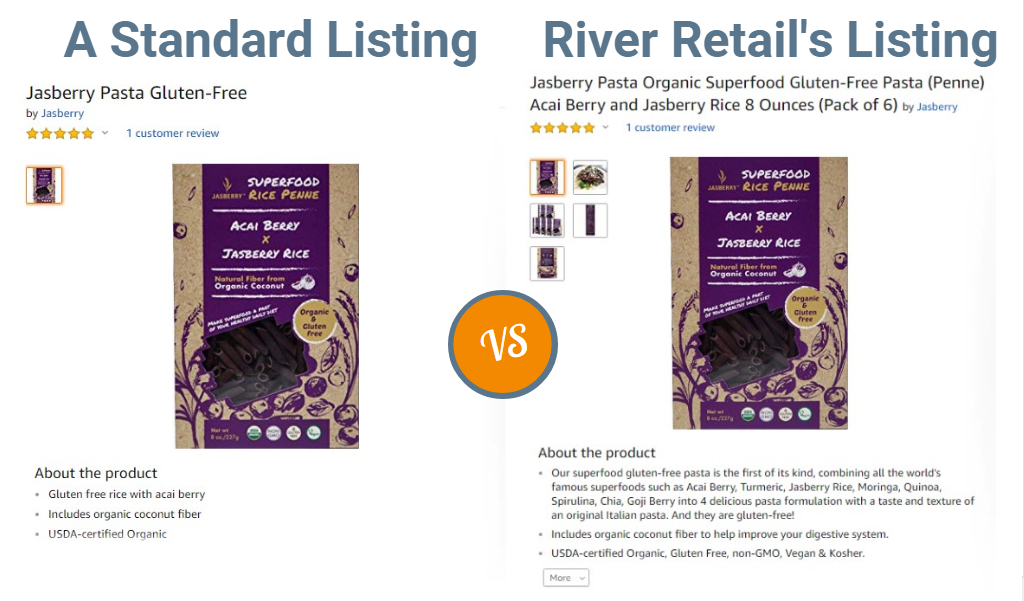 A Standard Listing
Jasberry Pasta Gluten-Free
by Jasberry
1 customer review
JASBERRY™
SUPERFOOD
RICE PENNE
ACAI BERRY
X
JASBERRY RICE
Natural Fiber from
Organic Coconut
MAKE SUPERFOOD A PART
OF YOUR HEALTHY DAILY DIET
Organic
&
Gluten
free
Net wt
8 oz./227g
About the product
Gluten free rice with acai berry
Includes organic coconut fiber
USDA-certified Organic
VS
River Retail's Listing
Jasberry Pasta Organic Superfood Gluten-Free Pasta (Penne)
Acai Berry and Jasberry Rice 8 Ounces (Pack of 6) by Jasberry
1 customer review
JASBERRY™
SUPERFOOD
RICE PENNE
ACAI BERRY
X
JASBERRY RICE
Natural Fiber from
Organic Coconut
MAKE SUPERFOOD A PART
OF YOUR HEALTHY DAILY DIET
Organic
&
Gluten
free
Net wt
8 oz./227g
About the product
Our superfood gluten-free pasta is the first of its kind, combining all the world's
famous superfoods such as Acai Berry, Turmeric, Jasberry Rice, Moringa, Quinoa,
Spirulina, Chia, Goji Berry into 4 delicious pasta formulation with a taste and texture of
an original Italian pasta. And they are gluten-free!
Includes organic coconut fiber to help improve your digestive system.
USDA-certified Organic, Gluten Free, non-GMO, Vegan & Kosher.
More